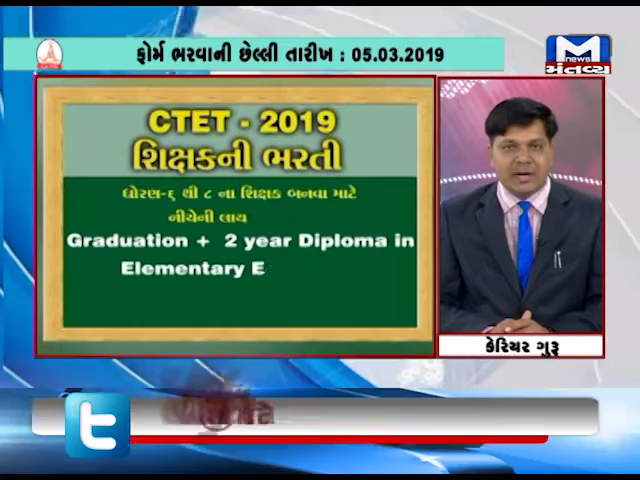 ફોર્મ ભરવાની છેલ્લી તારીખ : 05.03.2019
M
news
મંતવ્ય
CTET - 2019
શિક્ષકની ભરતી
ધોરણ-૬ થી ૮ ના શિક્ષક બનવા માટે
નીચેની લાય
Graduation + 2 year Diploma in
Elementary E
કેરિયર ગુરૂ